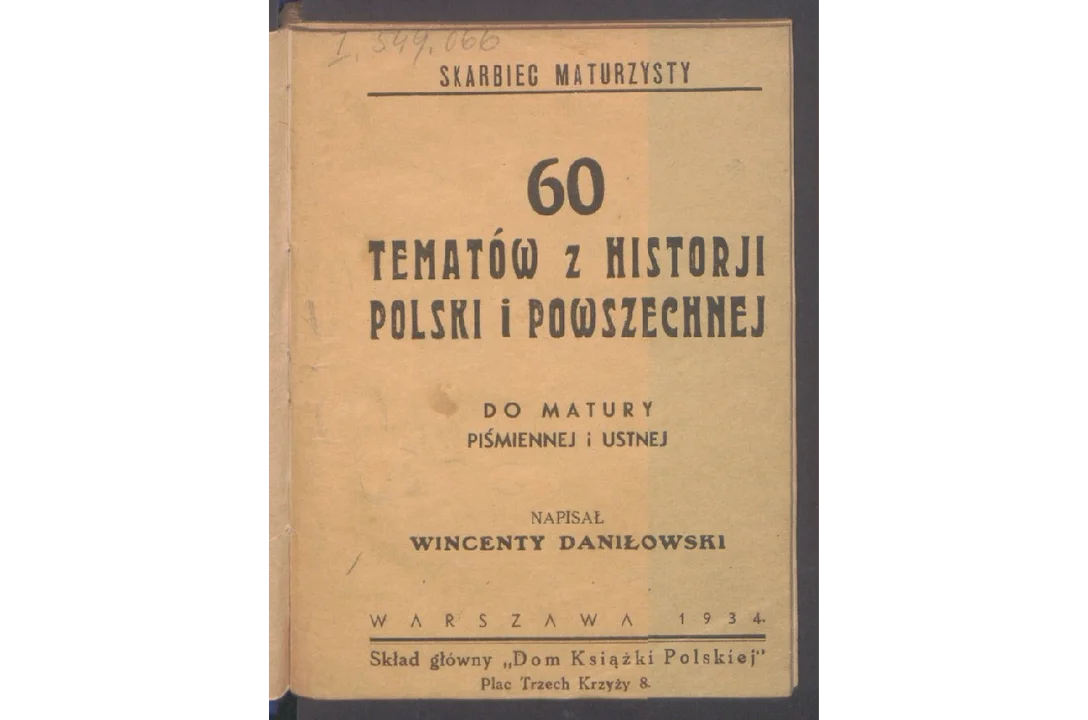 I. 549.066
SKARBIEC MATURZYSTY
60
TEMATÓW z HISTORJI
POLSKI i POWSZECHNEJ
DO MATURY
PIŚMIENNEJ i USTNEJ
NAPISAŁ
WINCENTY DANIŁOWSKI
WARSZAWA 1934.
Skład główny „Dom Książki Polskiej"
Plac Trzech Krzyży 8.